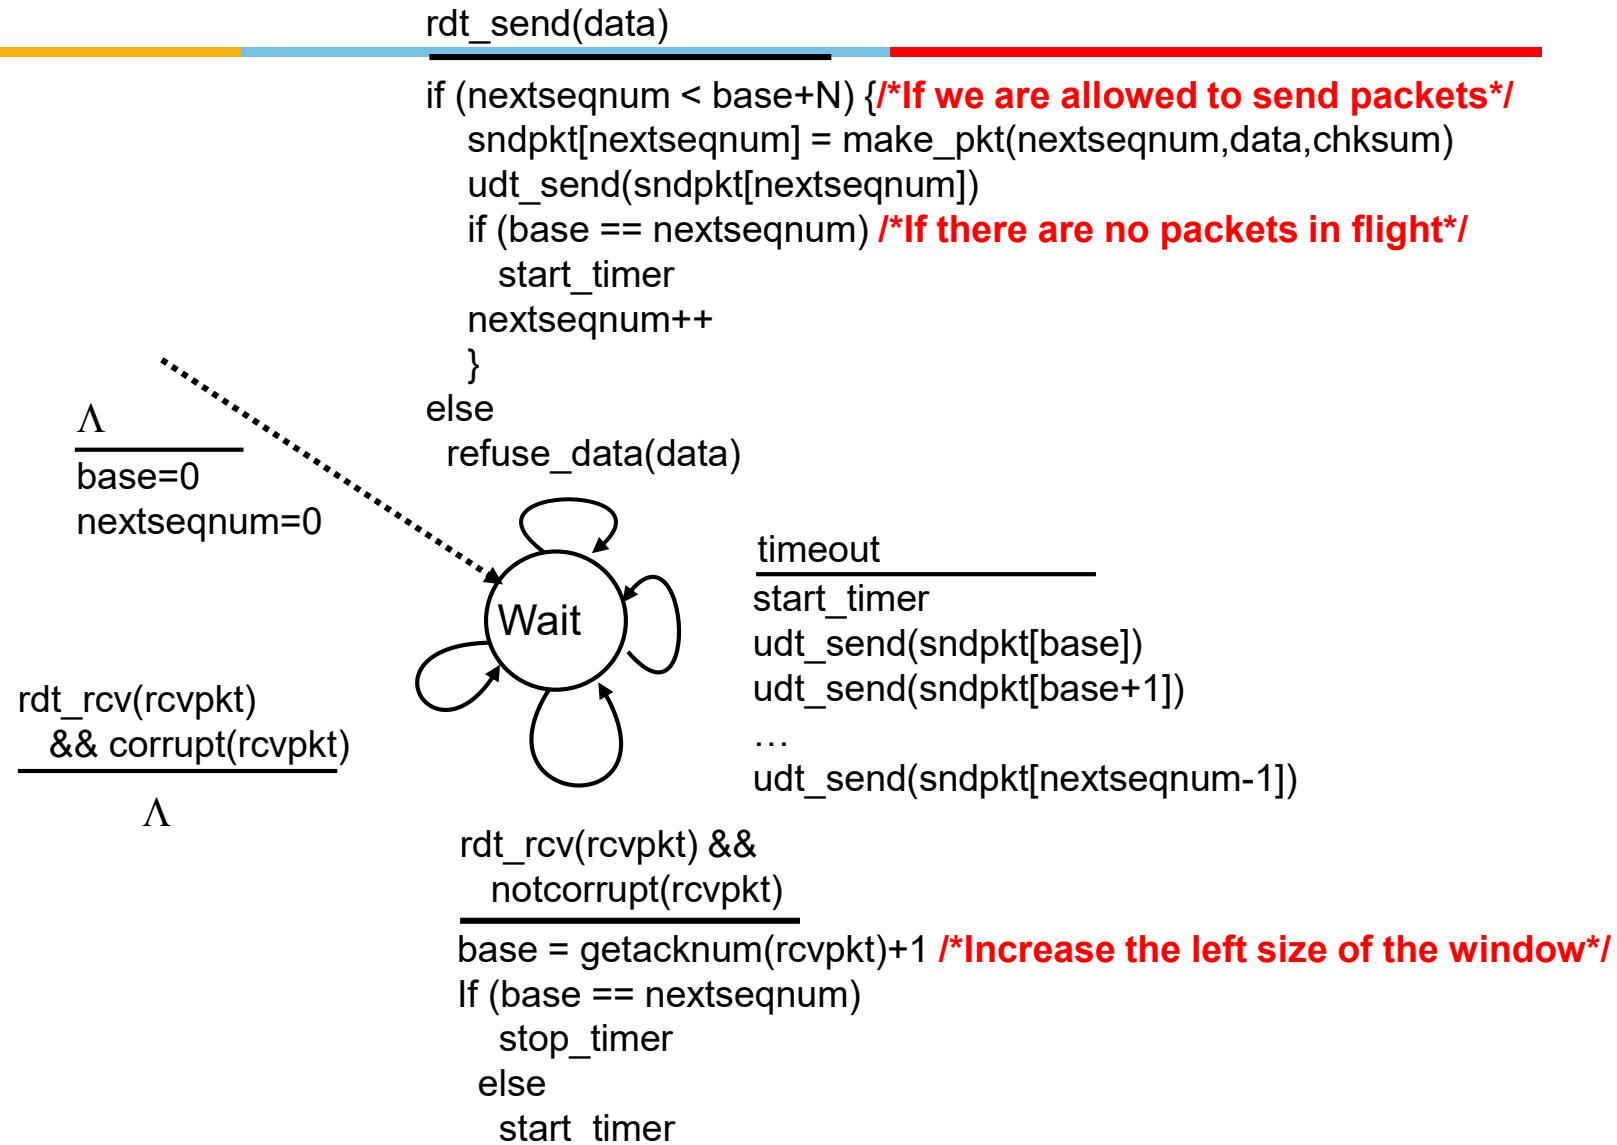 rdt_send(data)
if (nextseqnum < base+N) {/*If we are allowed to send packets*/
sndpkt[nextseqnum] = make_pkt(nextseqnum,data,chksum)
udt_send(sndpkt[nextseqnum])
if (base == nextseqnum) /*If there are no packets in flight*/
start_timer
nextseqnum++
}
else
refuse_data(data)
Λ
base=0
nextseqnum=0
Wait
timeout
start_timer
udt_send(sndpkt[base])
udt_send(sndpkt[base+1])
…
udt_send(sndpkt[nextseqnum-1])
rdt_rcv(rcvpkt)
&& corrupt(rcvpkt)
Λ
rdt_rcv(rcvpkt) &&
notcorrupt(rcvpkt)
base = getacknum(rcvpkt)+1 /*Increase the left size of the window*/
If (base == nextseqnum)
stop_timer
else
start_timer